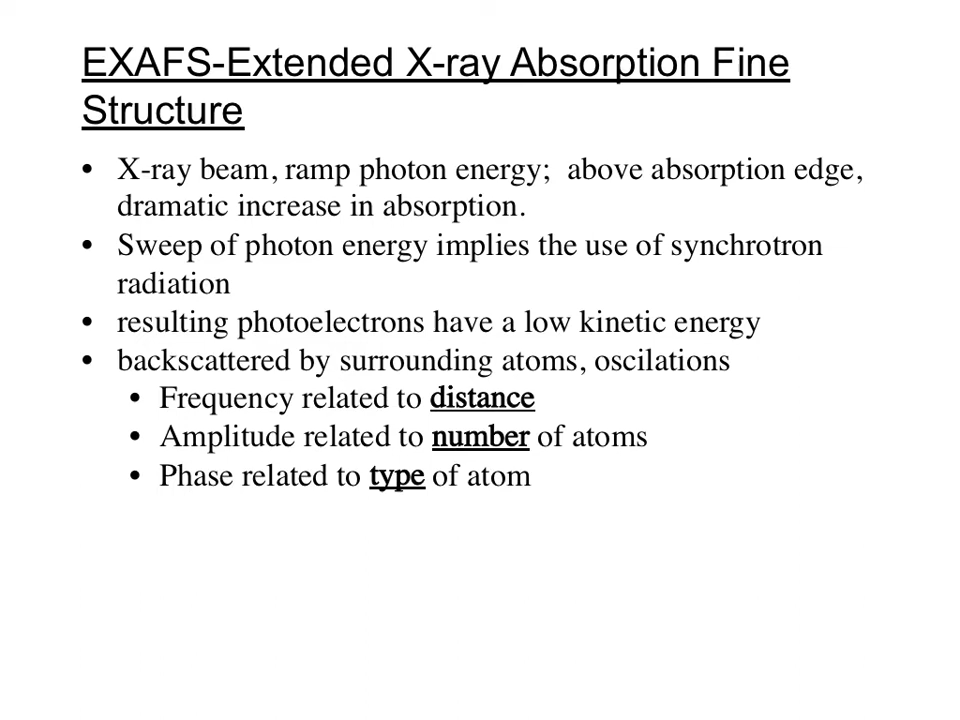 EXAFS-Extended X-ray Absorption Fine
Structure
• X-ray beam, ramp photon energy;  above absorption edge,
dramatic increase in absorption.
• Sweep of photon energy implies the use of synchrotron
radiation
• resulting photoelectrons have a low kinetic energy
• backscattered by surrounding atoms, oscilations
• Frequency related to distance
• Amplitude related to number of atoms
• Phase related to type of atom